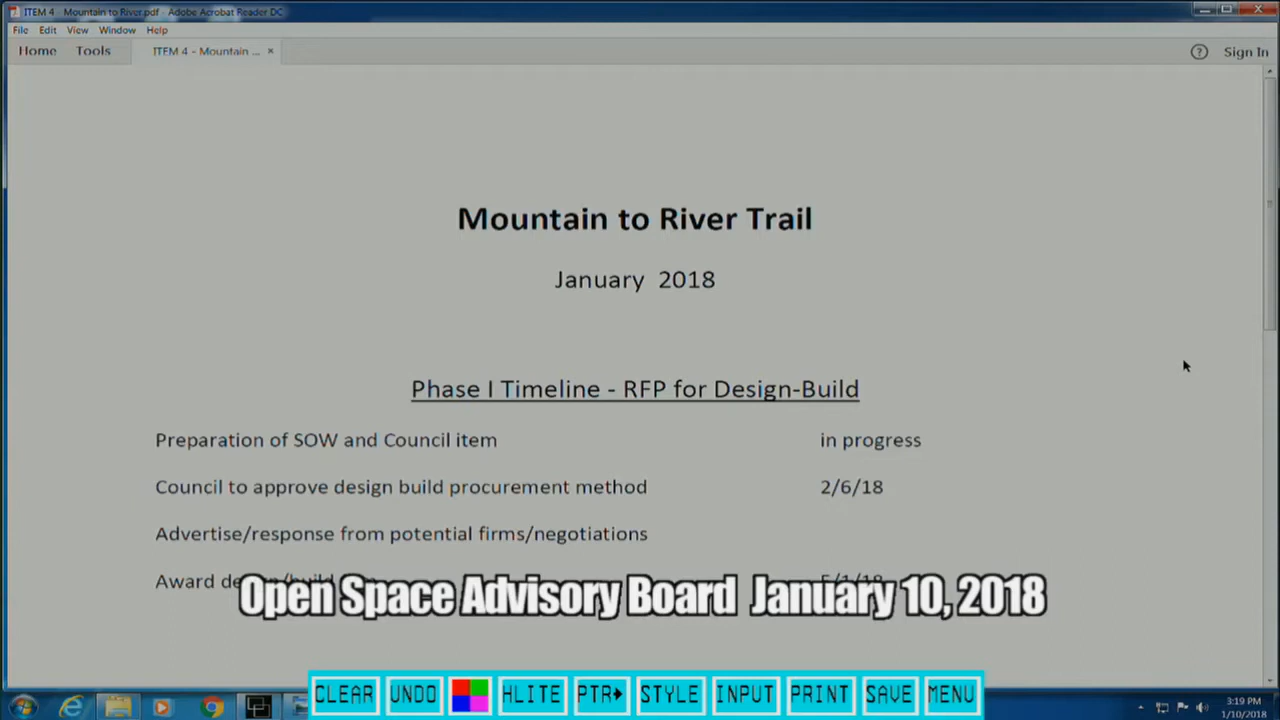 ITEM 4 - Mountain to River.pdf - Adobe Acrobat Reader DC
File Edit View Window Help
Home Tools ITEM 4 - Mountain ... × ? Sign In
Mountain to River Trail
January 2018
Phase I Timeline - RFP for Design-Build
Preparation of SOW and Council item in progress
Council to approve design build procurement method 2/6/18
Advertise/response from potential firms/negotiations
Award 5/1/18
Open Space Advisory Board January 10, 2018
CLEAR UNDO HLITE PTR STYLE INPUT PRINT SAVE MENU
3:19 PM
1/10/2018